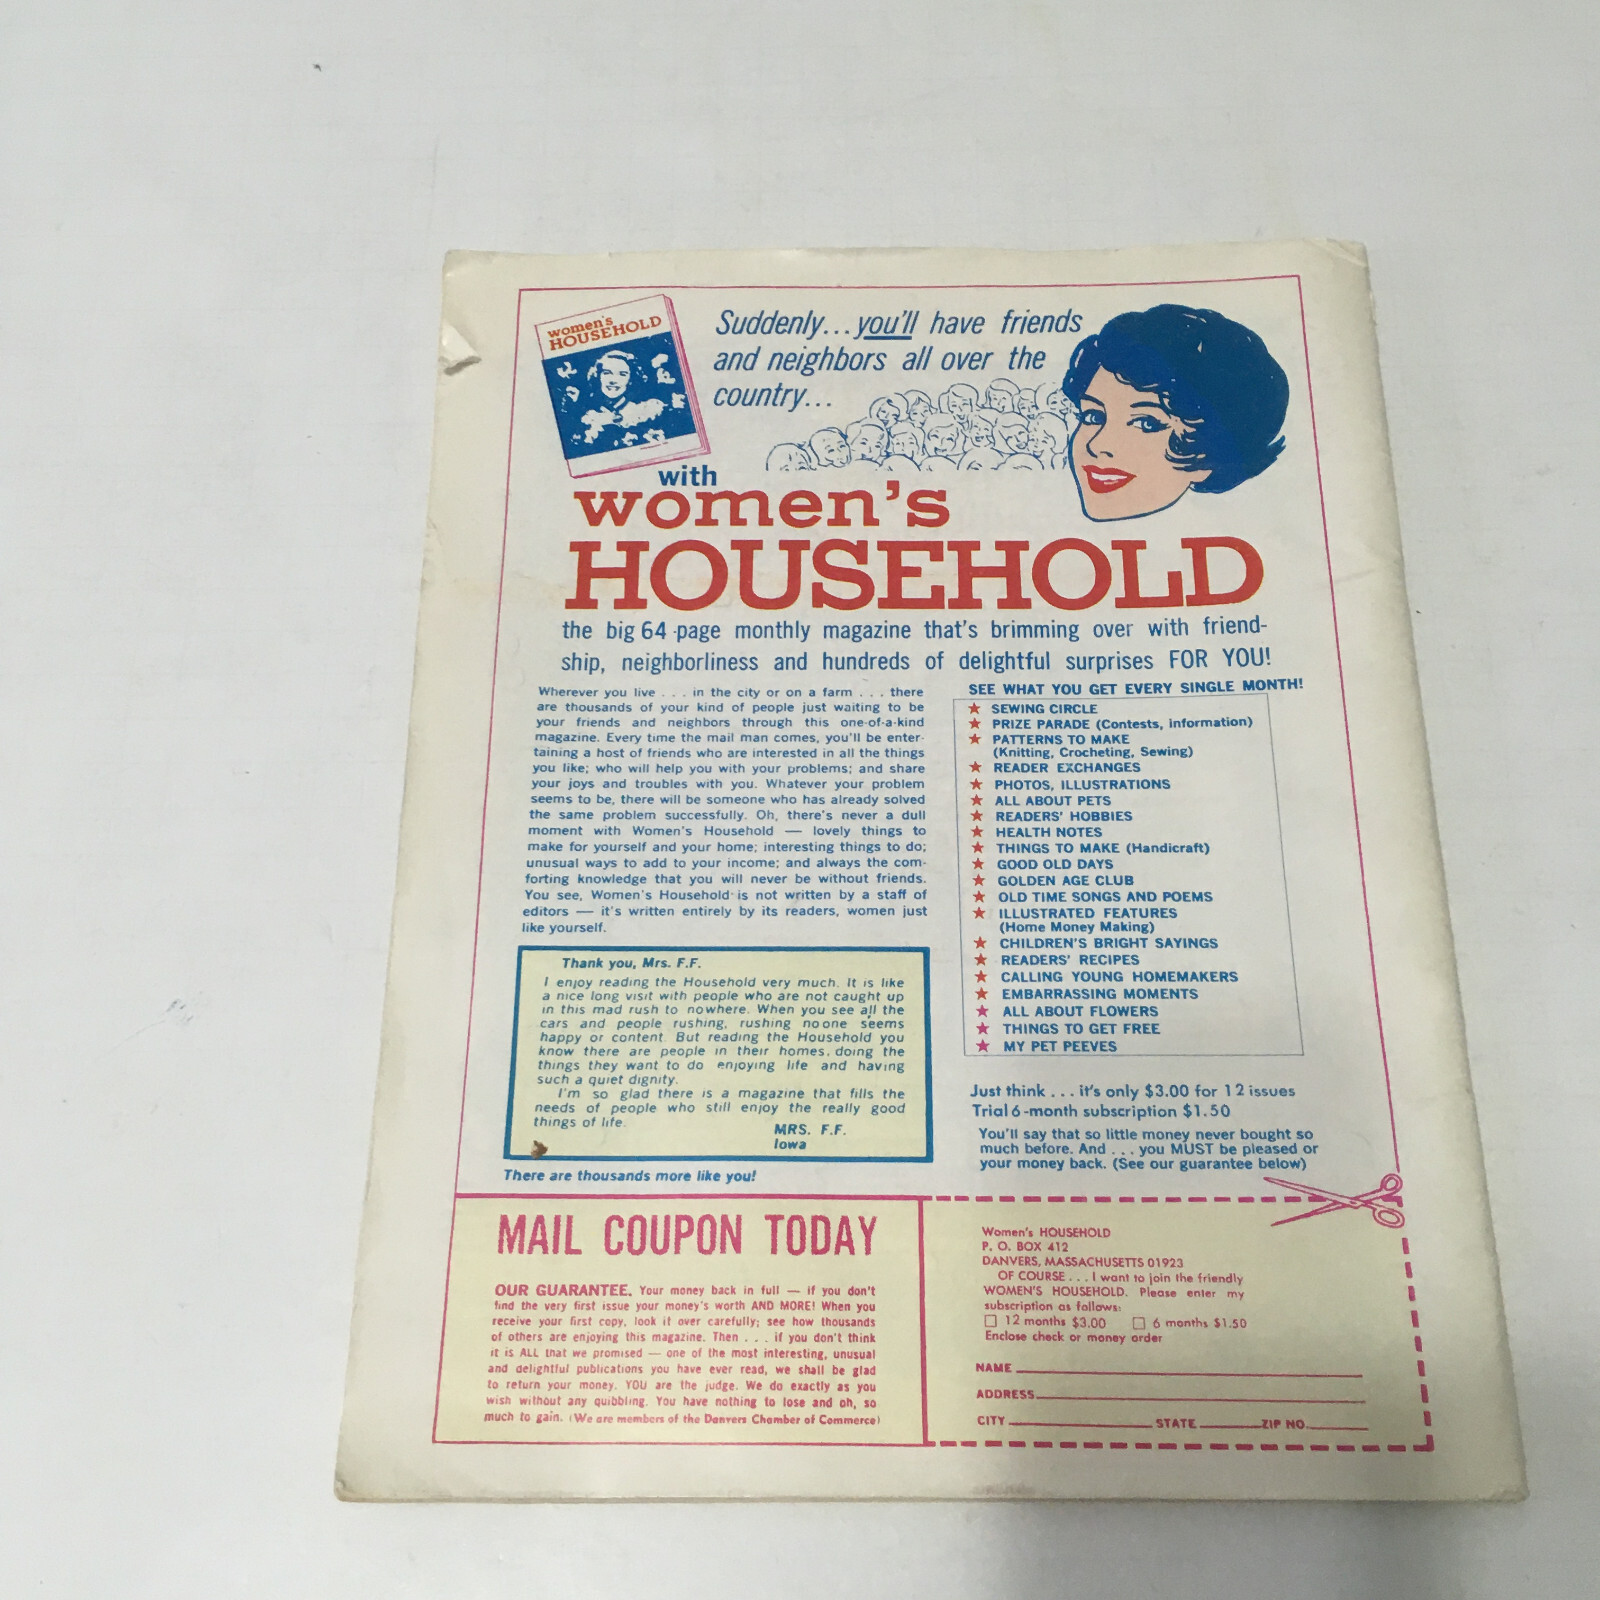 women's
HOUSEHOLD
Suddenly...you'll have friends
and neighbors all over the
country...
with
women's
HOUSEHOLD
the big 64-page monthly magazine that's brimming over with friend-
ship, neighborliness and hundreds of delightful surprises FOR YOU!
Wherever you live . . . in the city or on a farm . . . there
are thousands of your kind of people just waiting to be
your friends and neighbors through this one-of-a-kind
magazine. Every time the mail man comes, you'll be enter-
taining a host of friends who are interested in all the things
you like; who will help you with your problems; and share
your joys and troubles with you. Whatever your problem
seems to be, there will be someone who has already solved
the same problem successfully. Oh, there's never a dull
moment with Women's Household — lovely things to
make for yourself and your home; interesting things to do;
unusual ways to add to your income; and always the com-
forting knowledge that you will never be without friends.
You see, Women's Household is not written by a staff of
editors — it's written entirely by its readers, women just
like yourself.
Thank you, Mrs. F.F.
I enjoy reading the Household very much. It is like
a nice long visit with people who are not caught up
in this mad rush to nowhere. When you see all the
cars and people rushing, rushing no one seems
happy or content. But reading the Household you
know there are people in their homes, doing the
things they want to do enjoying life and having
such a quiet dignity.
I'm so glad there is a magazine that fills the
needs of people who still enjoy the really good
things of life.
MRS. F.F.
Iowa
There are thousands more like you!
SEE WHAT YOU GET EVERY SINGLE MONTH!
★ SEWING CIRCLE
★ PRIZE PARADE (Contests, information)
★ PATTERNS TO MAKE
(Knitting, Crocheting, Sewing)
★ READER EXCHANGES
★ PHOTOS, ILLUSTRATIONS
★ ALL ABOUT PETS
★ READERS' HOBBIES
★ HEALTH NOTES
★ THINGS TO MAKE (Handicraft)
★ GOOD OLD DAYS
★ GOLDEN AGE CLUB
★ OLD TIME SONGS AND POEMS
★ ILLUSTRATED FEATURES
(Home Money Making)
★ CHILDREN'S BRIGHT SAYINGS
★ READERS' RECIPES
★ CALLING YOUNG HOMEMAKERS
★ EMBARRASSING MOMENTS
★ ALL ABOUT FLOWERS
★ THINGS TO GET FREE
★ MY PET PEEVES
Just think . . . it's only $3.00 for 12 issues
Trial 6-month subscription $1.50
You'll say that so little money never bought so
much before. And . . . you MUST be pleased or
your money back. (See our guarantee below)
MAIL COUPON TODAY
OUR GUARANTEE. Your money back in full — if you don't
find the very first issue your money's worth AND MORE! When you
receive your first copy, look it over carefully; see how thousands
of others are enjoying this magazine. Then . . . if you don't think
it is ALL that we promised — one of the most interesting, unusual
and delightful publications you have ever read, we shall be glad
to return your money. YOU are the judge. We do exactly as you
wish without any quibbling. You have nothing to lose and oh, so
much to gain. (We are members of the Danvers Chamber of Commerce)
Women's HOUSEHOLD
P. O. BOX 412
DANVERS, MASSACHUSETTS 01923
OF COURSE . . . I want to join the friendly
WOMEN'S HOUSEHOLD. Please enter my
subscription as follows:
☐ 12 months $3.00 ☐ 6 months $1.50
Enclose check or money order
NAME
ADDRESS
CITY STATE ZIP NO.